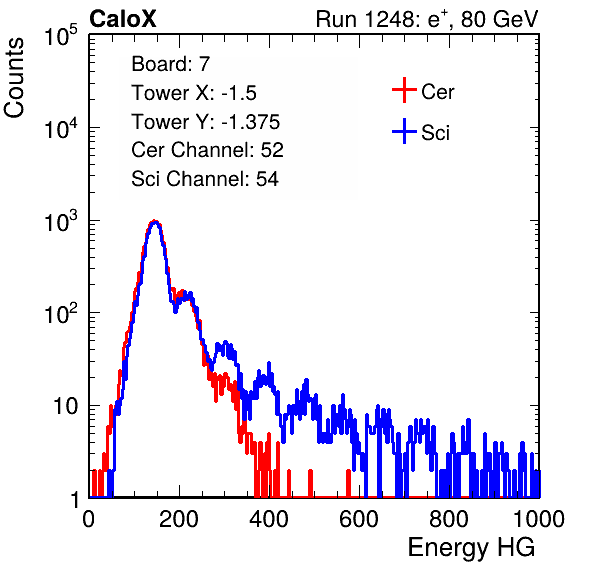 CaloX Run 1248: e⁺, 80 GeV
Counts
Board: 7
Tower X: -1.5
Tower Y: -1.375
Cer Channel: 52
Sci Channel: 54
Cer
Sci
10⁵
10⁴
10³
10²
10
1
0 200 400 600 800 1000
Energy HG